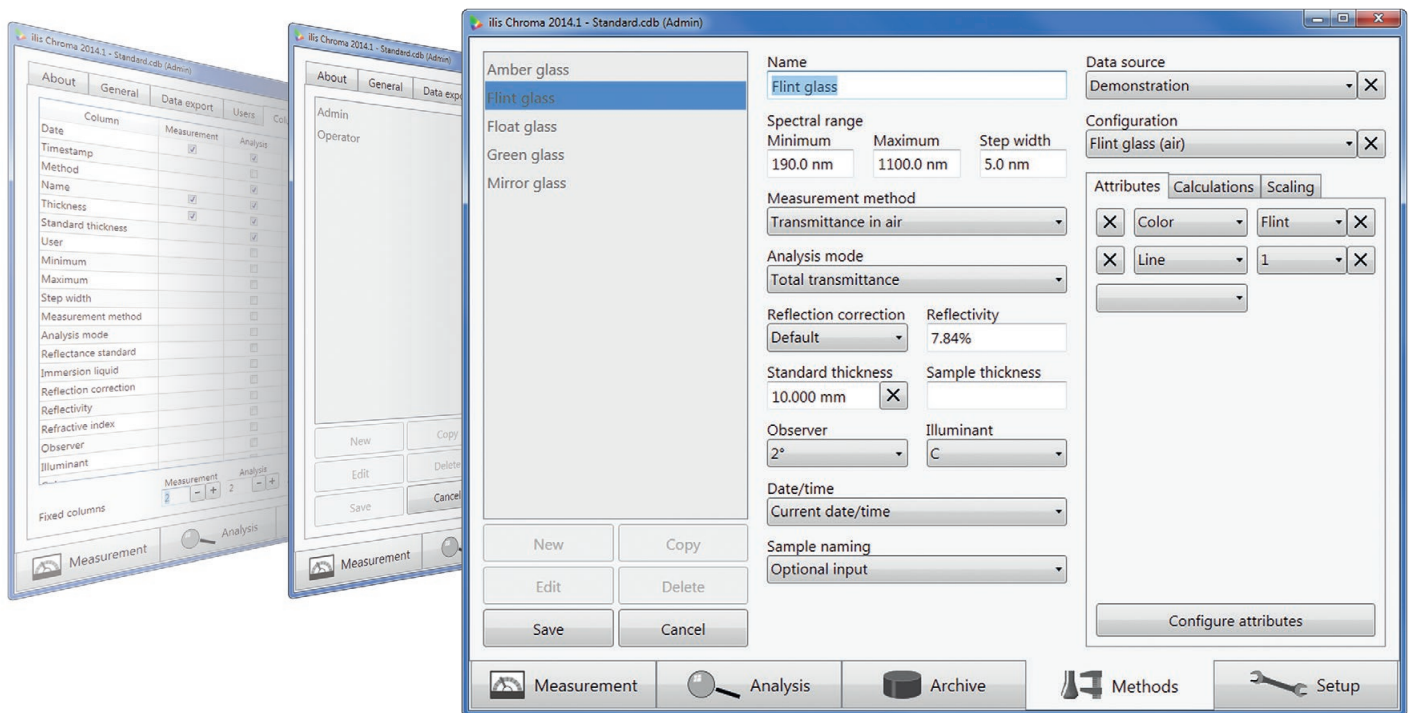 ilis Chroma 2014.1 - Standard.cdb (Admin)
About
General
Data export
Users
Column
Measurement
Analysis
Date
Timestamp
Method
Name
Thickness
Standard thickness
User
Minimum
Maximum
Step width
Measurement method
Analysis mode
Reflectance standard
Immersion liquid
Reflection correction
Reflectivity
Refractive index
Observer
Illuminant
Measurement
Analysis
Fixed columns
2
- +
2
- +
Measurement
Analysis
ilis Chroma 2014.1 - Standard.cdb (Admin)
About
General
Admin
Operator
New
Copy
Edit
Delete
Save
Cancel
Measurement
ilis Chroma 2014.1 - Standard.cdb (Admin)
Amber glass
Flint glass
Float glass
Green glass
Mirror glass
New
Copy
Edit
Delete
Save
Cancel
Name
Flint glass
Spectral range
Minimum Maximum Step width
190.0 nm 1100.0 nm 5.0 nm
Measurement method
Transmittance in air
Analysis mode
Total transmittance
Reflection correction Reflectivity
Default 7.84%
Standard thickness Sample thickness
10.000 mm
Observer Illuminant
2° C
Date/time
Current date/time
Sample naming
Optional input
Data source
Demonstration
Configuration
Flint glass (air)
Attributes Calculations Scaling
Color Flint
Line 1
Configure attributes
Measurement
Analysis
Archive
Methods
Setup